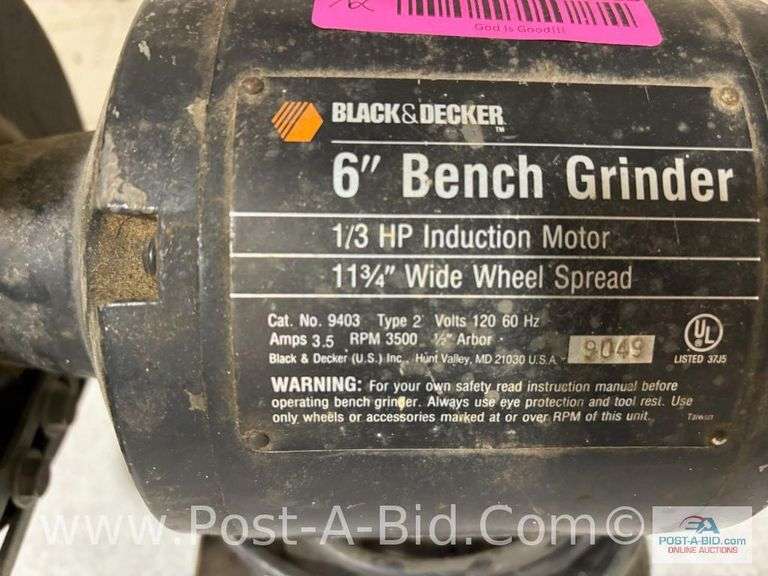 God Is Good!!!
BLACK&DECKER™
6" Bench Grinder
1/3 HP Induction Motor
11¾" Wide Wheel Spread
Cat. No. 9403 Type 2 Volts 120 60 Hz
Amps 3.5 RPM 3500 ½" Arbor
Black & Decker (U.S.) Inc., Hunt Valley, MD 21030 U.S.A.
9049
UL
LISTED 37J5
WARNING: For your own safety read instruction manual before
operating bench grinder. Always use eye protection and tool rest. Use
only wheels or accessories marked at or over RPM of this unit.
Taiwan
www.Post-A-Bid.Com©
POST-A-BID.com
ONLINE AUCTIONS